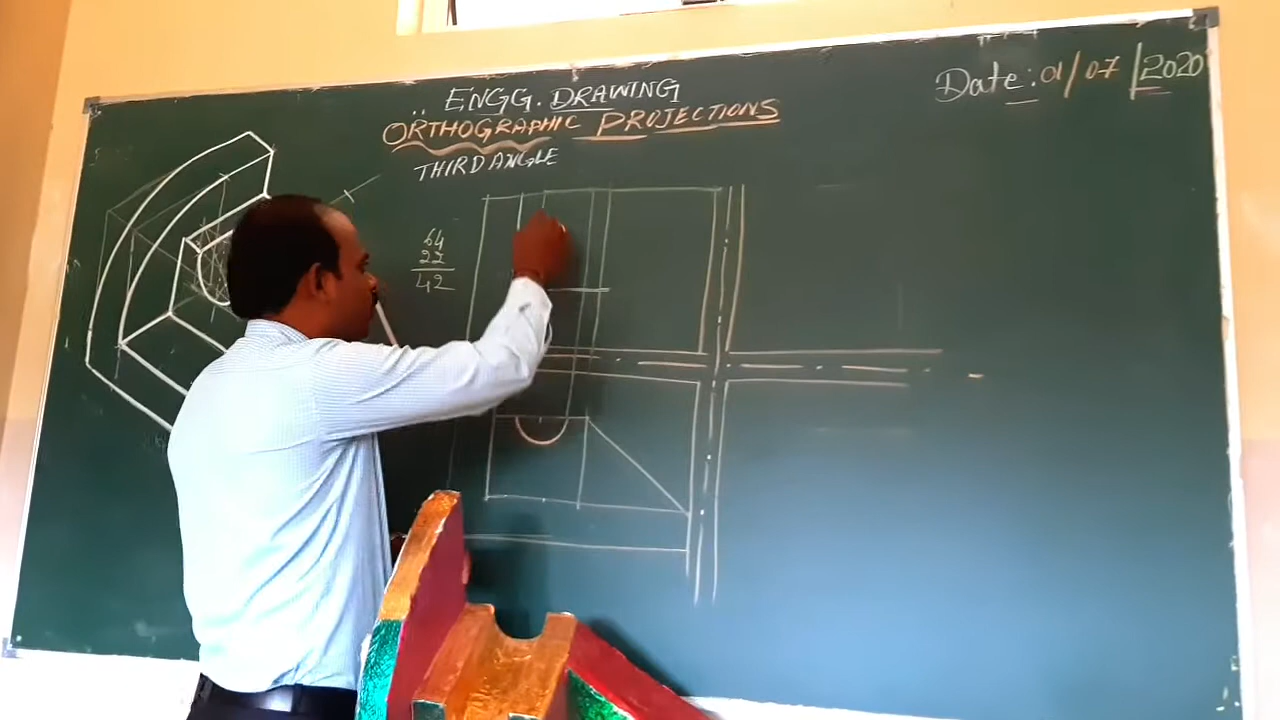 ENGG. DRAWING
ORTHOGRAPHIC PROJECTIONS
THIRD ANGLE
Date: 01/07/2020
64
22
42